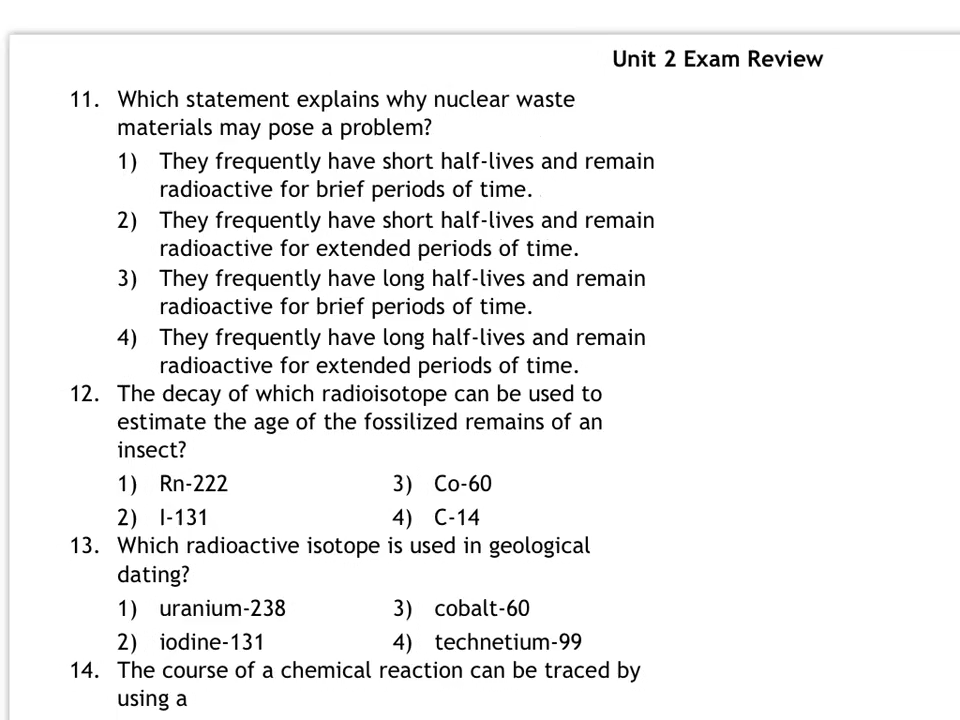 Unit 2 Exam Review
11. Which statement explains why nuclear waste
materials may pose a problem?
1) They frequently have short half-lives and remain
radioactive for brief periods of time.
2) They frequently have short half-lives and remain
radioactive for extended periods of time.
3) They frequently have long half-lives and remain
radioactive for brief periods of time.
4) They frequently have long half-lives and remain
radioactive for extended periods of time.
12. The decay of which radioisotope can be used to
estimate the age of the fossilized remains of an
insect?
1) Rn-222 3) Co-60
2) I-131 4) C-14
13. Which radioactive isotope is used in geological
dating?
1) uranium-238 3) cobalt-60
2) iodine-131 4) technetium-99
14. The course of a chemical reaction can be traced by
using a